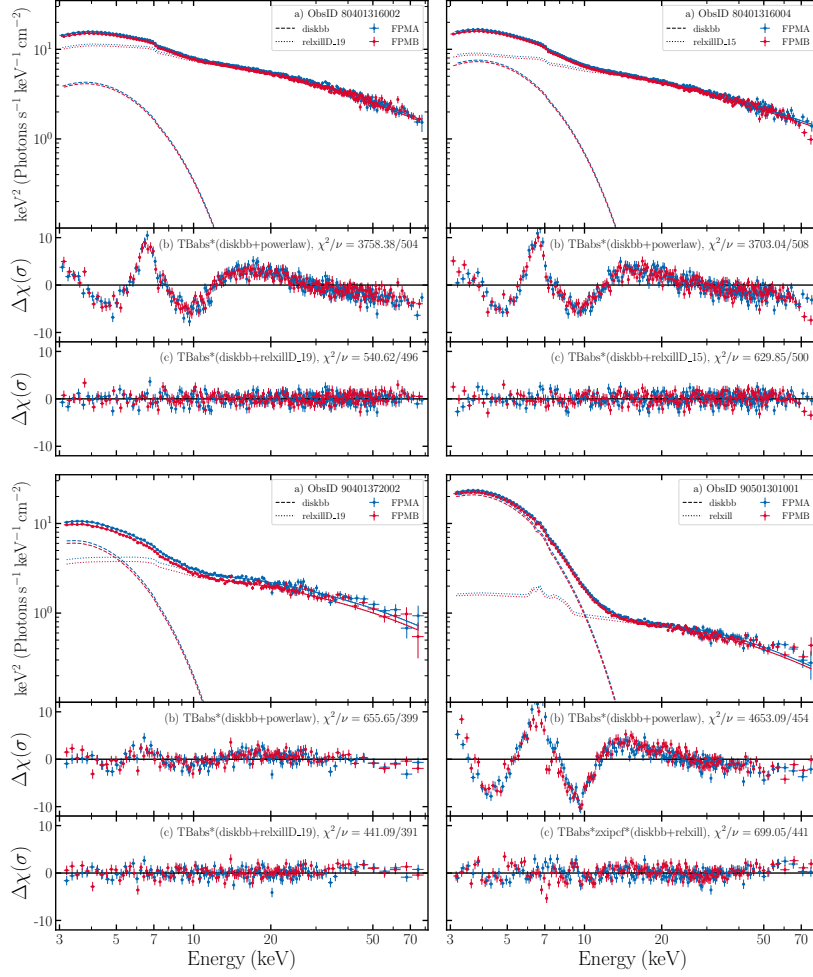 a) ObsID 80401316002
diskbb FPMA
relxillD_19 FPMB
keV² (Photons s⁻¹ keV⁻¹ cm⁻²)
10¹
10⁰
a) ObsID 80401316004
diskbb FPMA
relxillD_15 FPMB
(b) TBabs*(diskbb+powerlaw), χ²/ν = 3758.38/504
Δχ(σ)
10
0
-10
(b) TBabs*(diskbb+powerlaw), χ²/ν = 3703.04/508
(c) TBabs*(diskbb+relxillD_19), χ²/ν = 540.62/496
Δχ(σ)
10
0
-10
(c) TBabs*(diskbb+relxillD_15), χ²/ν = 629.85/500
a) ObsID 90401372002
diskbb FPMA
relxillD_19 FPMB
keV² (Photons s⁻¹ keV⁻¹ cm⁻²)
10¹
10⁰
a) ObsID 90501301001
diskbb FPMA
relxill FPMB
(b) TBabs*(diskbb+powerlaw), χ²/ν = 655.65/399
Δχ(σ)
10
0
-10
(b) TBabs*(diskbb+powerlaw), χ²/ν = 4653.09/454
(c) TBabs*(diskbb+relxillD_19), χ²/ν = 441.09/391
Δχ(σ)
10
0
-10
(c) TBabs*zxipcf*(diskbb+relxill), χ²/ν = 699.05/441
3 5 7 10 20 50 70
Energy (keV)
3 5 7 10 20 50 70
Energy (keV)